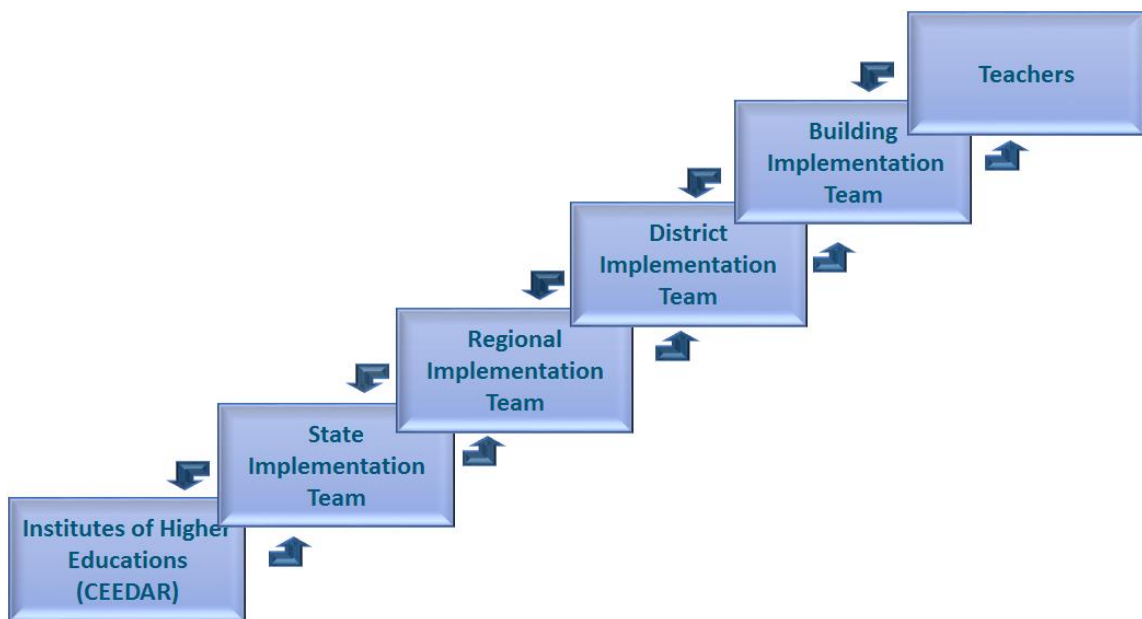 Teachers
Building
Implementation
Team
District
Implementation
Team
Regional
Implementation
Team
State
Implementation
Team
Institutes of Higher
Educations
(CEEDAR)